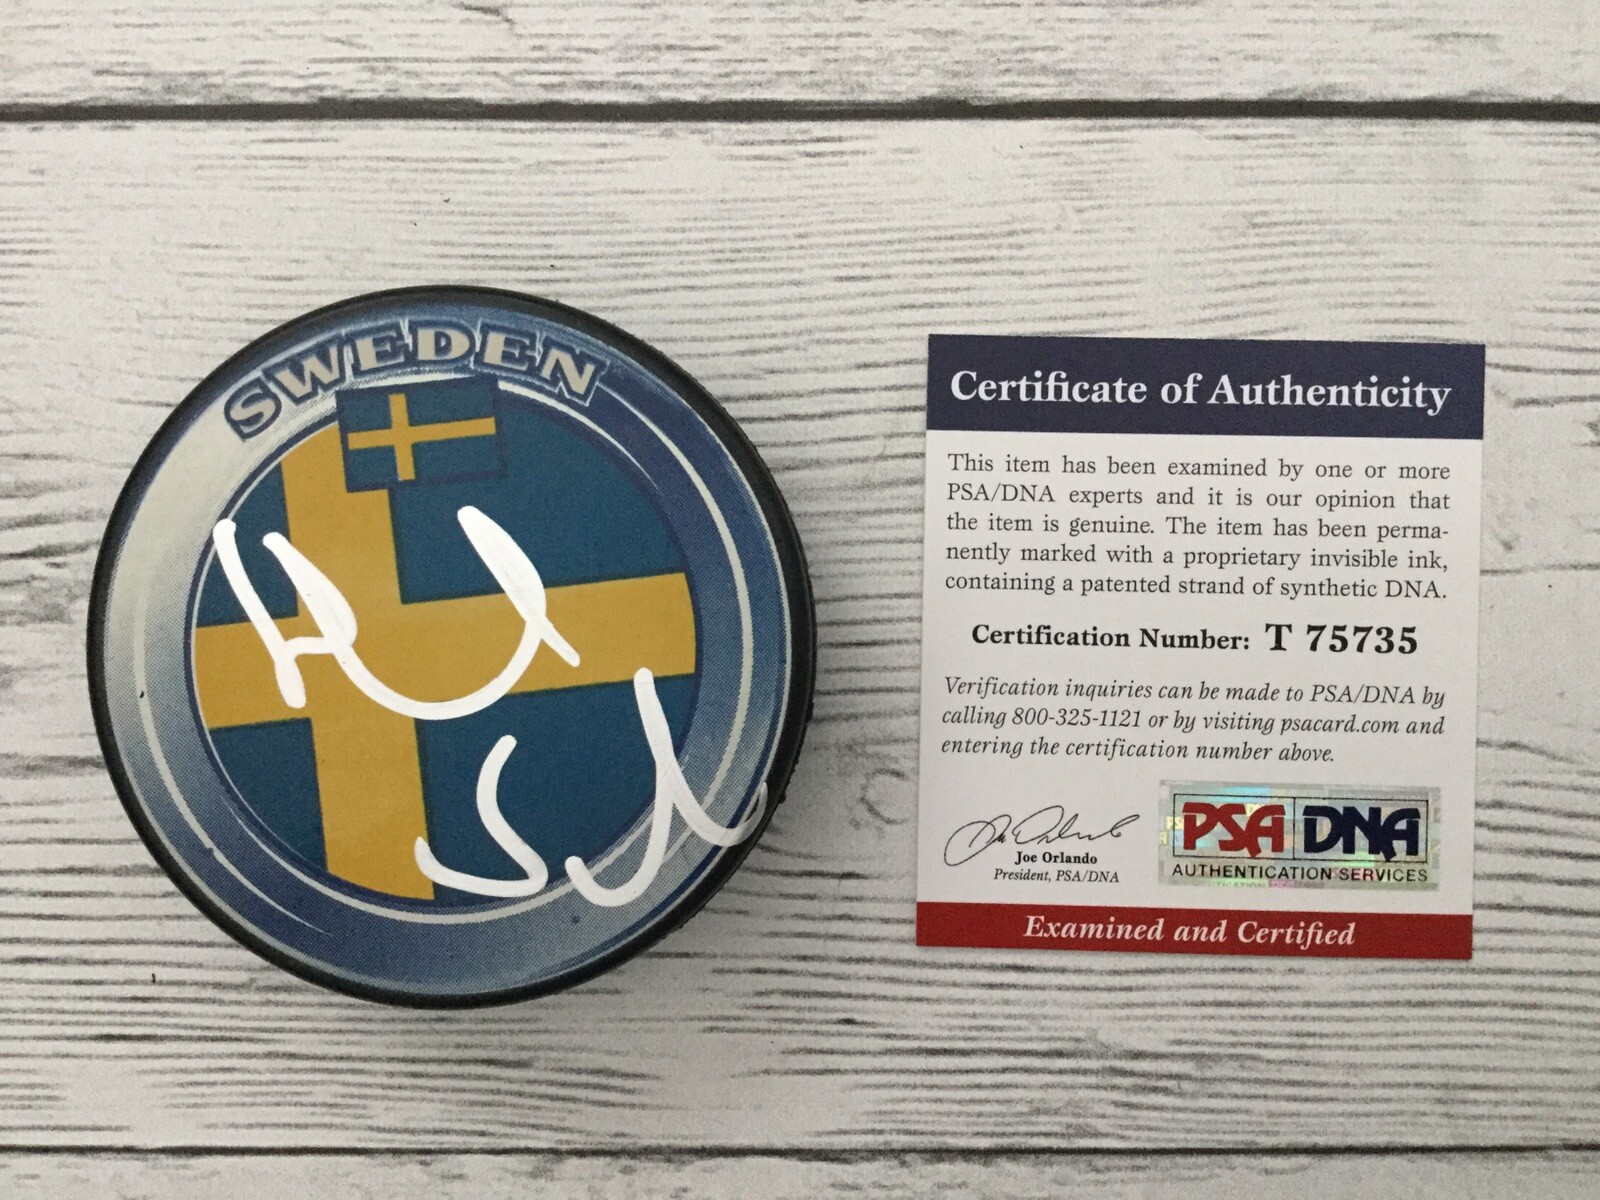 SWEDEN
Certificate of Authenticity
This item has been examined by one or more
PSA/DNA experts and it is our opinion that
the item is genuine. The item has been perma-
nently marked with a proprietary invisible ink,
containing a patented strand of synthetic DNA.
Certification Number: T 75735
Verification inquiries can be made to PSA/DNA by
calling 800-325-1121 or by visiting psacard.com and
entering the certification number above.
Joe Orlando
President, PSA/DNA
PSA DNA
AUTHENTICATION SERVICES
Examined and Certified